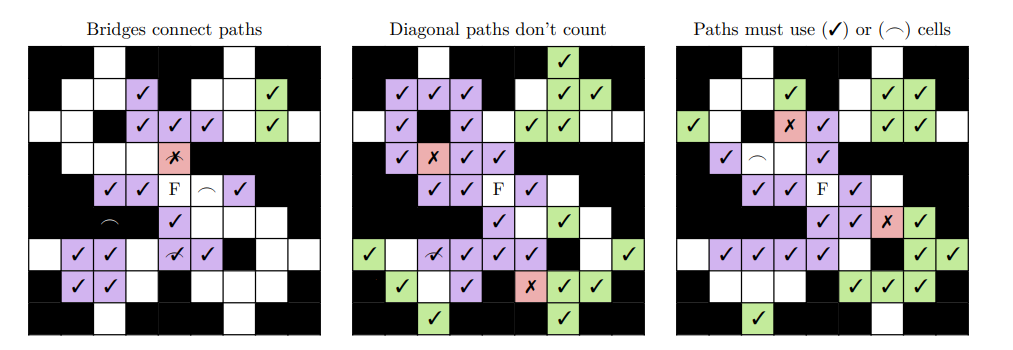 Bridges connect paths
F
Diagonal paths don't count
F
Paths must use (✓) or (⌢) cells
F